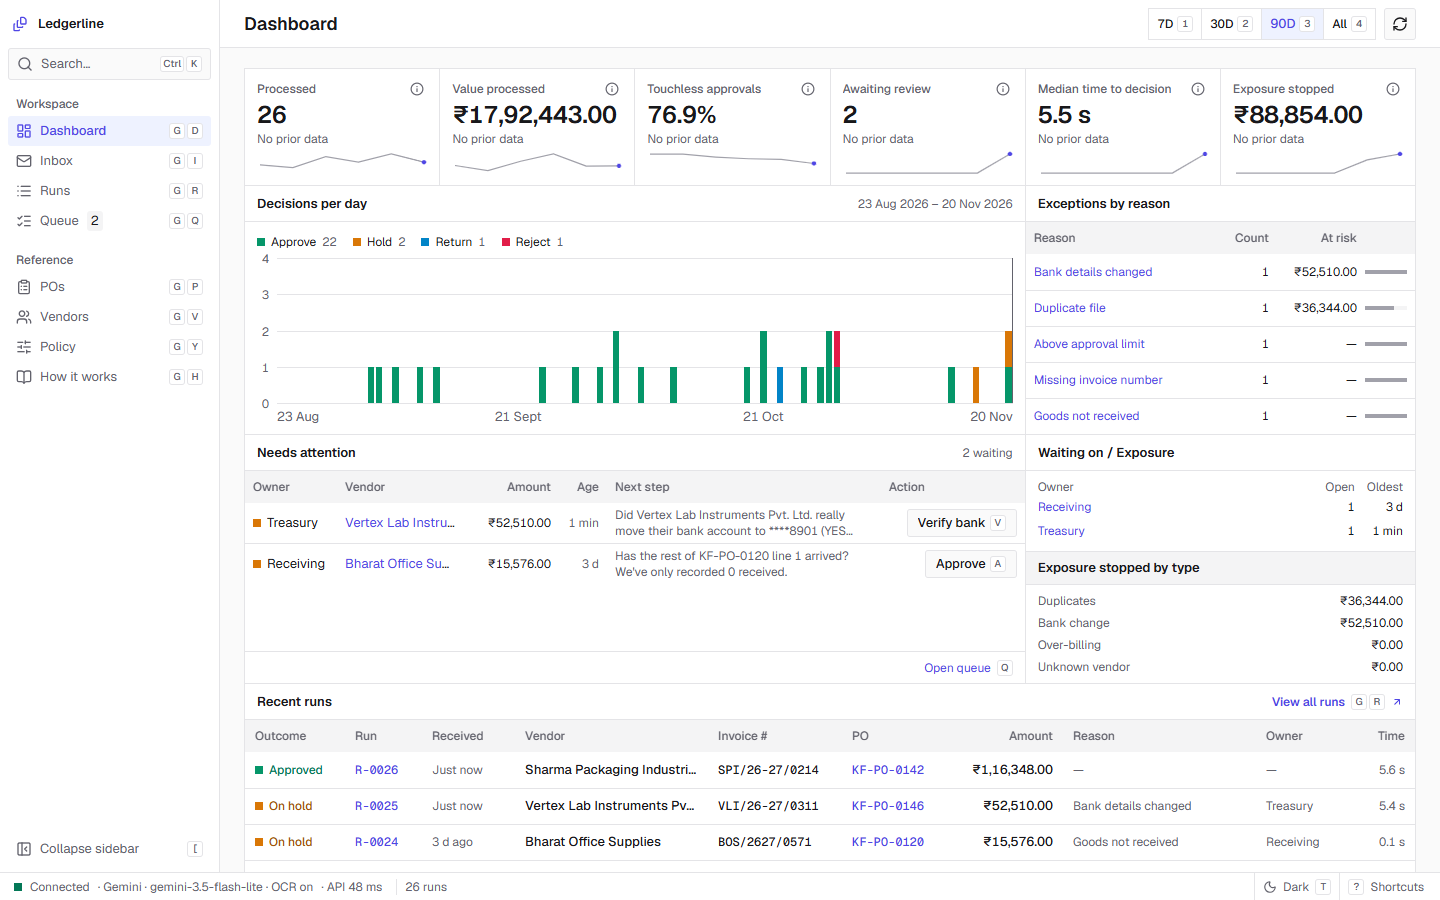 Ledgerline
Search... Ctrl K
Workspace
Dashboard G D
Inbox G I
Runs G R
Queue 2 G Q
Reference
POs G P
Vendors G V
Policy G Y
How it works G H
Collapse sidebar [
Dashboard
7D 1 30D 2 90D 3 All 4
Processed
26
No prior data
Value processed
₹17,92,443.00
No prior data
Touchless approvals
76.9%
No prior data
Awaiting review
2
No prior data
Median time to decision
5.5 s
No prior data
Exposure stopped
₹88,854.00
No prior data
Decisions per day 23 Aug 2026 – 20 Nov 2026
Approve 22 Hold 2 Return 1 Reject 1
4
3
2
1
0
23 Aug 21 Sept 21 Oct 20 Nov
Exceptions by reason
Reason Count At risk
Bank details changed 1 ₹52,510.00
Duplicate file 1 ₹36,344.00
Above approval limit 1 —
Missing invoice number 1 —
Goods not received 1 —
Needs attention 2 waiting
Owner Vendor Amount Age Next step Action
Treasury Vertex Lab Instru... ₹52,510.00 1 min Did Vertex Lab Instruments Pvt. Ltd. really
move their bank account to ****8901 (YES... Verify bank V
Receiving Bharat Office Su... ₹15,576.00 3 d Has the rest of KF-PO-0120 line 1 arrived?
We've only recorded 0 received. Approve A
Open queue Q
Waiting on / Exposure
Owner Open Oldest
Receiving 1 3 d
Treasury 1 1 min
Exposure stopped by type
Duplicates ₹36,344.00
Bank change ₹52,510.00
Over-billing ₹0.00
Unknown vendor ₹0.00
Recent runs View all runs G R
Outcome Run Received Vendor Invoice # PO Amount Reason Owner Time
Approved R-0026 Just now Sharma Packaging Industri... SPI/26-27/0214 KF-PO-0142 ₹1,16,348.00 — — 5.6 s
On hold R-0025 Just now Vertex Lab Instruments Pv... VLI/26-27/0311 KF-PO-0146 ₹52,510.00 Bank details changed Treasury 5.4 s
On hold R-0024 3 d ago Bharat Office Supplies BOS/2627/0571 KF-PO-0120 ₹15,576.00 Goods not received Receiving 0.1 s
Connected · Gemini · gemini-3.5-flash-lite · OCR on · API 48 ms 26 runs
Dark T ? Shortcuts